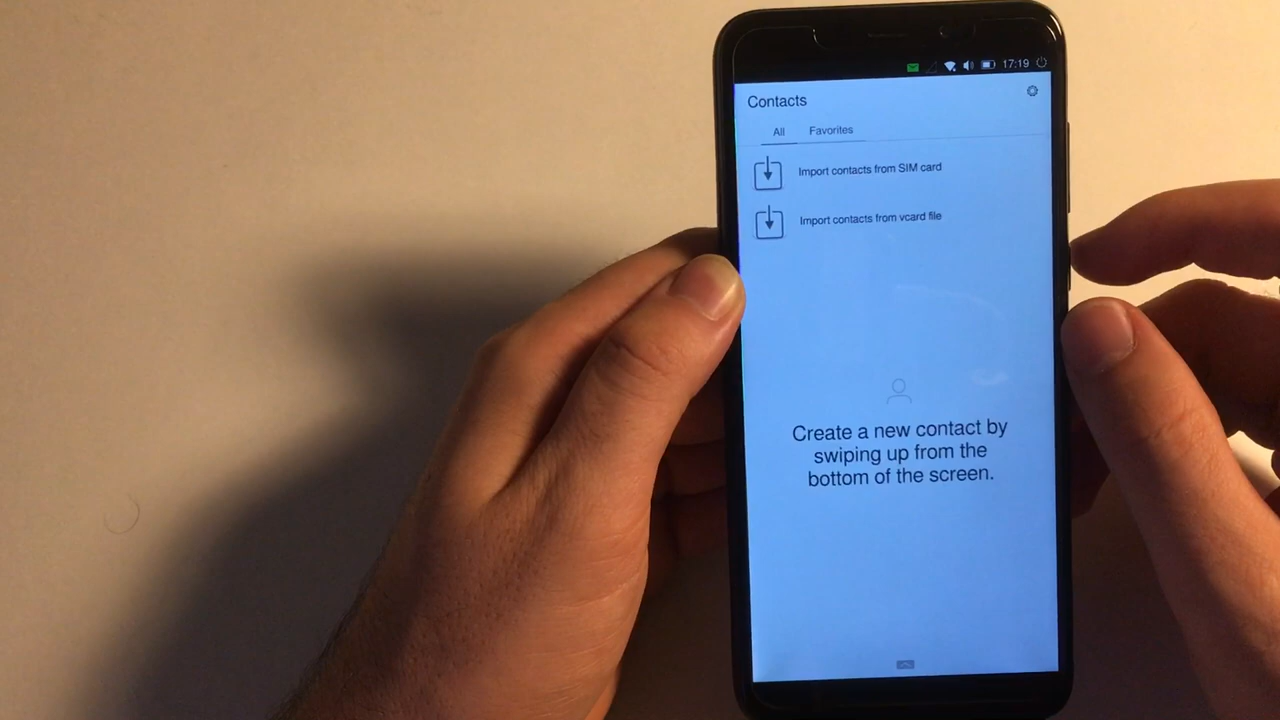 17:19
Contacts
All Favorites
Import contacts from SIM card
Import contacts from vcard file
Create a new contact by
swiping up from the
bottom of the screen.